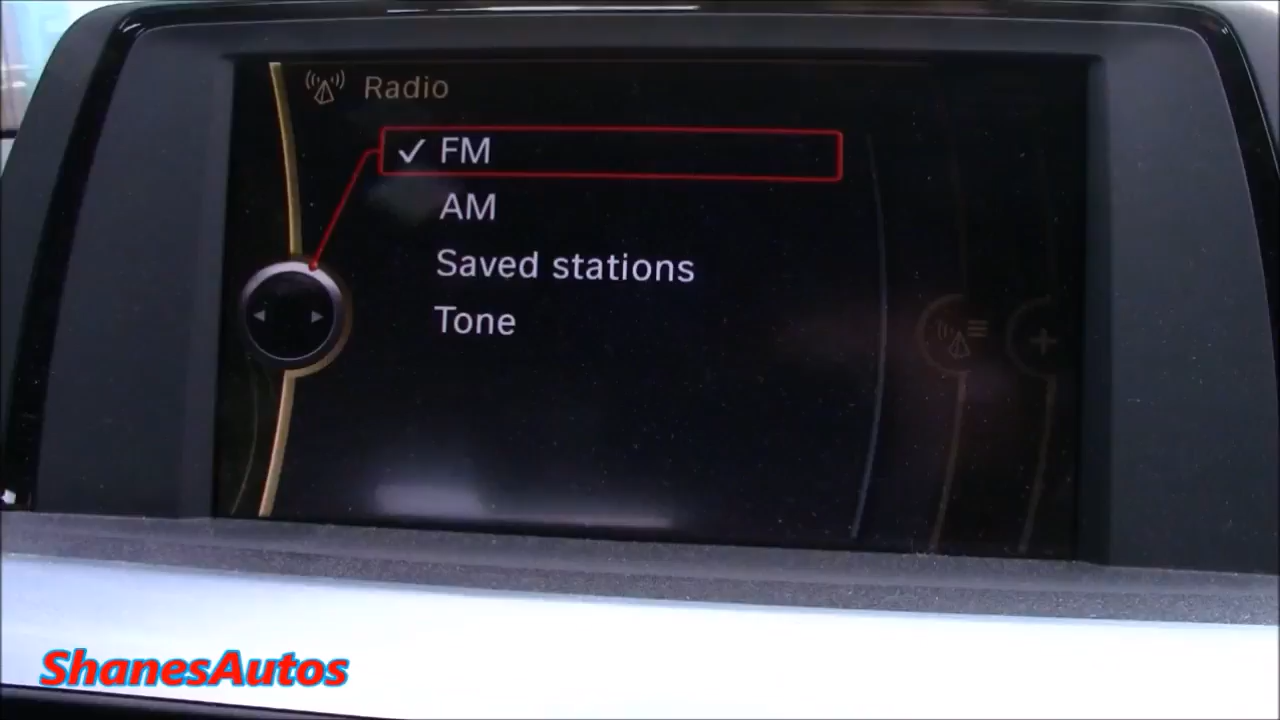 Radio
✓ FM
AM
Saved stations
Tone
ShanesAutos